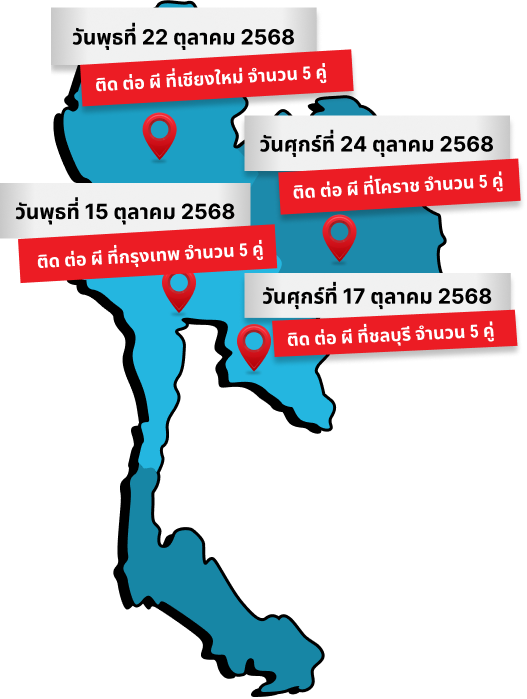 วันพุธที่ 22 ตุลาคม 2568
ติด ต่อ ผี ที่เชียงใหม่ จำนวน 5 คู่
วันศุกร์ที่ 24 ตุลาคม 2568
ติด ต่อ ผี ที่โคราช จำนวน 5 คู่
วันพุธที่ 15 ตุลาคม 2568
ติด ต่อ ผี ที่กรุงเทพ จำนวน 5 คู่
วันศุกร์ที่ 17 ตุลาคม 2568
ติด ต่อ ผี ที่ชลบุรี จำนวน 5 คู่